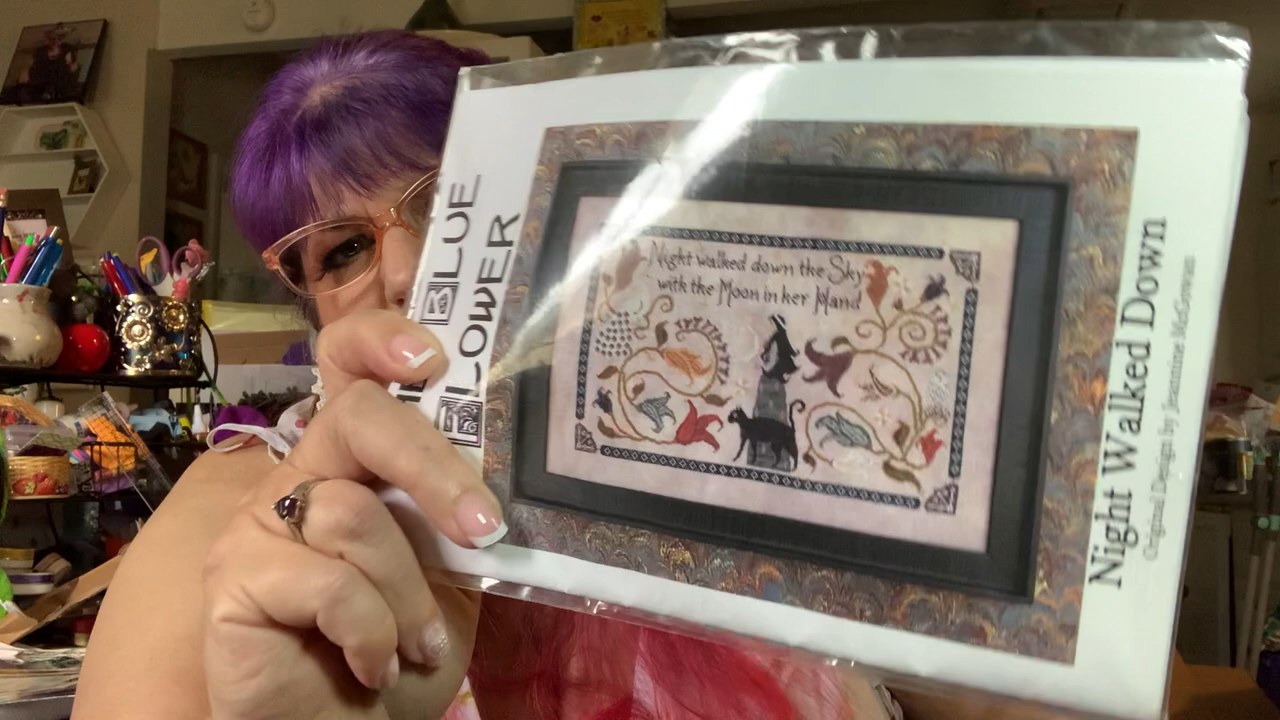 THE BLUE
FLOWER
Night walked down the Sky
with the Moon in her Hand
Night Walked Down
Original Design by Jeannine McGowan